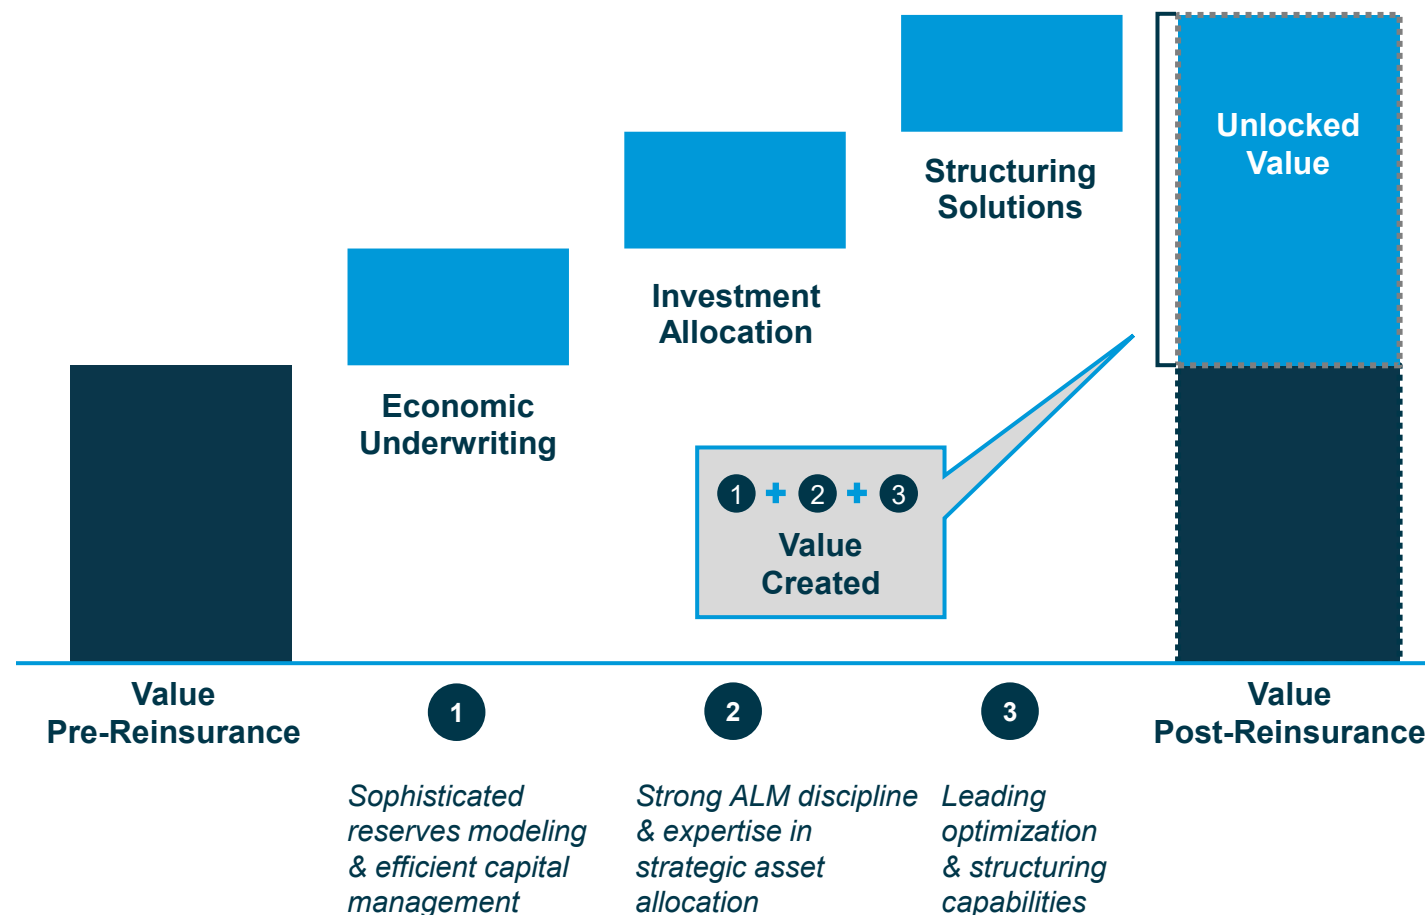 Unlocked
Value
Structuring
Solutions
Investment
Allocation
Economic
Underwriting
1 + 2 + 3
Value
Created
Value
Pre-Reinsurance
1
Sophisticated
reserves modeling
& efficient capital
management
2
Strong ALM discipline
& expertise in
strategic asset
allocation
3
Leading
optimization
& structuring
capabilities
Value
Post-Reinsurance